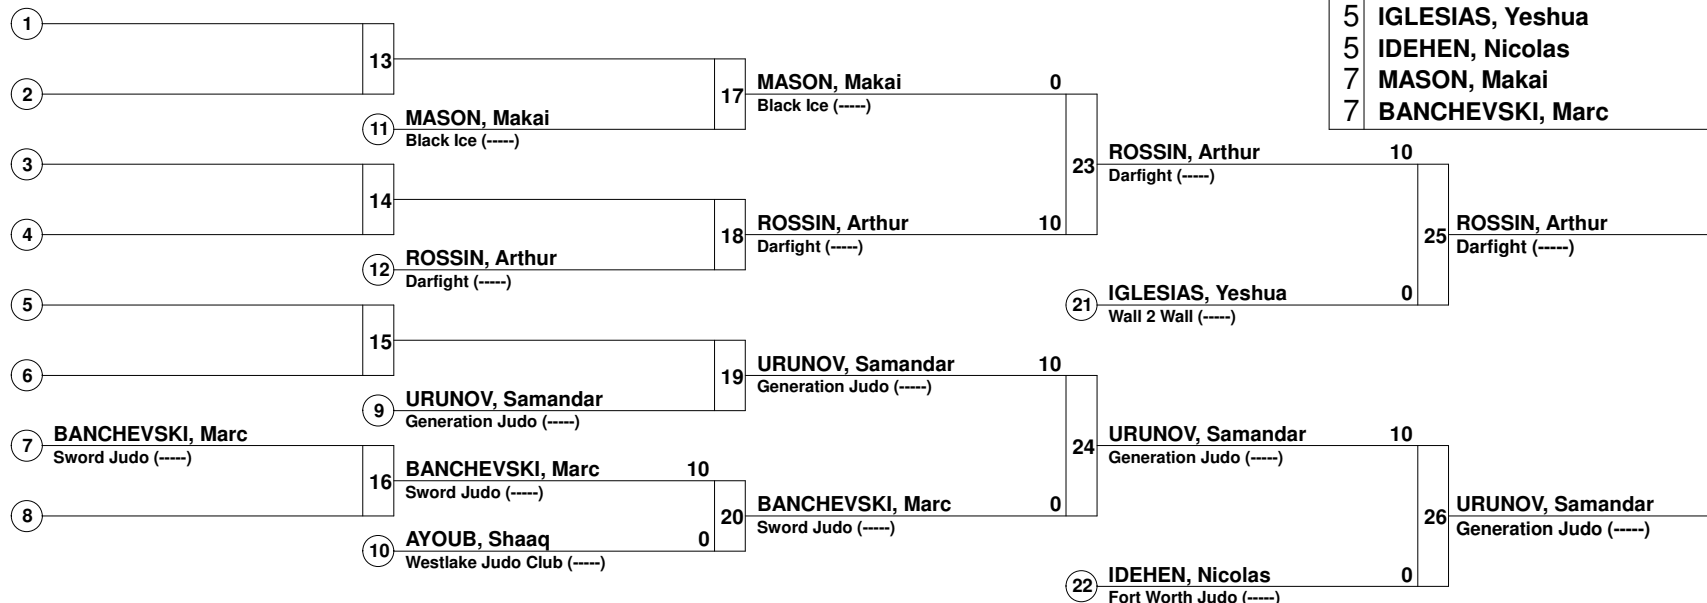 1
2
13
MASON, Makai
11
Black Ice (-----)
17
MASON, Makai 0
Black Ice (-----)
3
4
14
ROSSIN, Arthur
12
Darfight (-----)
18
ROSSIN, Arthur 10
Darfight (-----)
23
ROSSIN, Arthur 10
Darfight (-----)
21
IGLESIAS, Yeshua 0
Wall 2 Wall (-----)
25
ROSSIN, Arthur
Darfight (-----)
5
6
15
URUNOV, Samandar
9
Generation Judo (-----)
19
URUNOV, Samandar 10
Generation Judo (-----)
7
BANCHEVSKI, Marc
Sword Judo (-----)
8
16
BANCHEVSKI, Marc 10
Sword Judo (-----)
10
AYOUB, Shaaq 0
Westlake Judo Club (-----)
20
BANCHEVSKI, Marc 0
Sword Judo (-----)
24
URUNOV, Samandar 10
Generation Judo (-----)
22
IDEHEN, Nicolas 0
Fort Worth Judo (-----)
26
URUNOV, Samandar
Generation Judo (-----)
5 IGLESIAS, Yeshua
5 IDEHEN, Nicolas
7 MASON, Makai
7 BANCHEVSKI, Marc